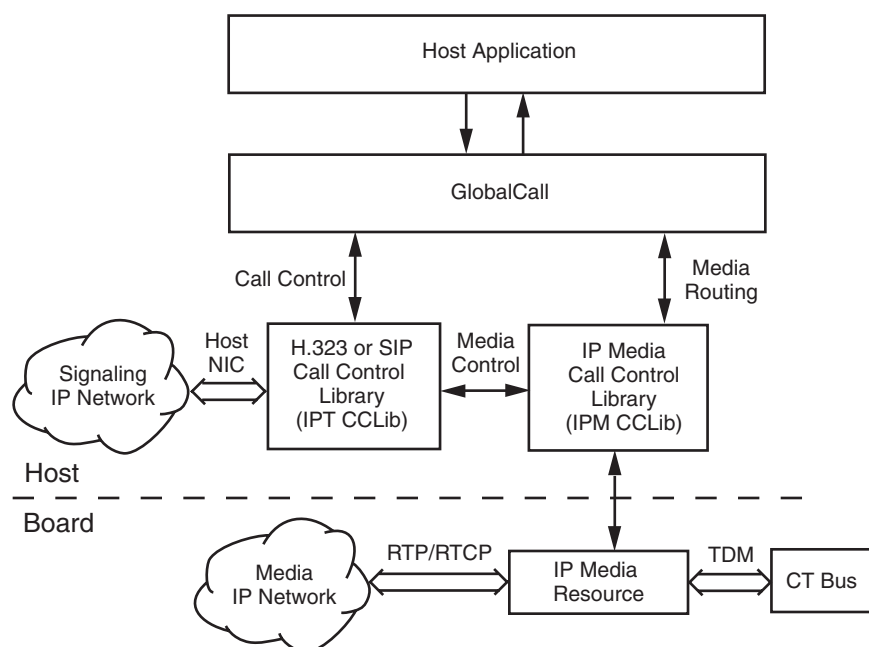 Host Application
GlobalCall
Call Control
Media
Routing
Signaling
IP Network
Host
NIC
H.323 or SIP
Call Control
Library
(IPT CCLib)
Media
Control
IP Media
Call Control
Library
(IPM CCLib)
Host
Board
Media
IP Network
RTP/RTCP
IP Media
Resource
TDM
CT Bus